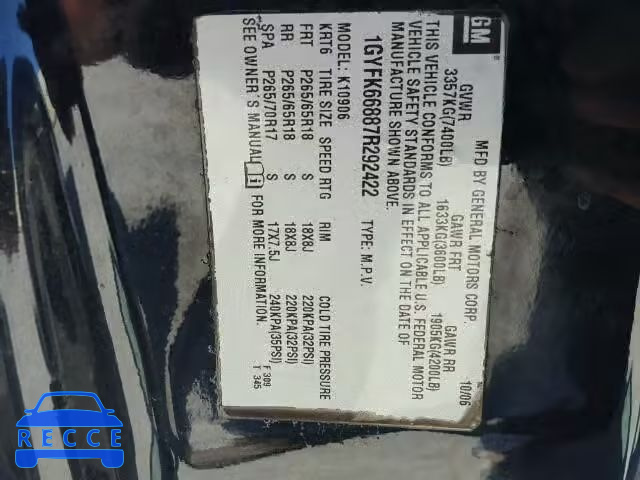 GM
MFD BY GENERAL MOTORS CORP. 10/06
GVWR GAWR FRT GAWR RR
3357KG(7400LB) 1633KG(3600LB) 1905KG(4200LB)
THIS VEHICLE CONFORMS TO ALL APPLICABLE U.S. FEDERAL MOTOR
VEHICLE SAFETY STANDARDS IN EFFECT ON THE DATE OF
MANUFACTURE SHOWN ABOVE.
1GYFK66887R292422 TYPE: M.P.V.
MODEL: K10906
KRT6 TIRE SIZE SPEED RTG RIM COLD TIRE PRESSURE
FRT P265/65R18 S 18X8J 220KPA(32PSI)
RR P265/65R18 S 18X8J 220KPA(32PSI)
SPA P265/70R17 S 17X7.5J 240KPA(35PSI)
SEE OWNER'S MANUAL i FOR MORE INFORMATION.
F 309
T 345
RECCE